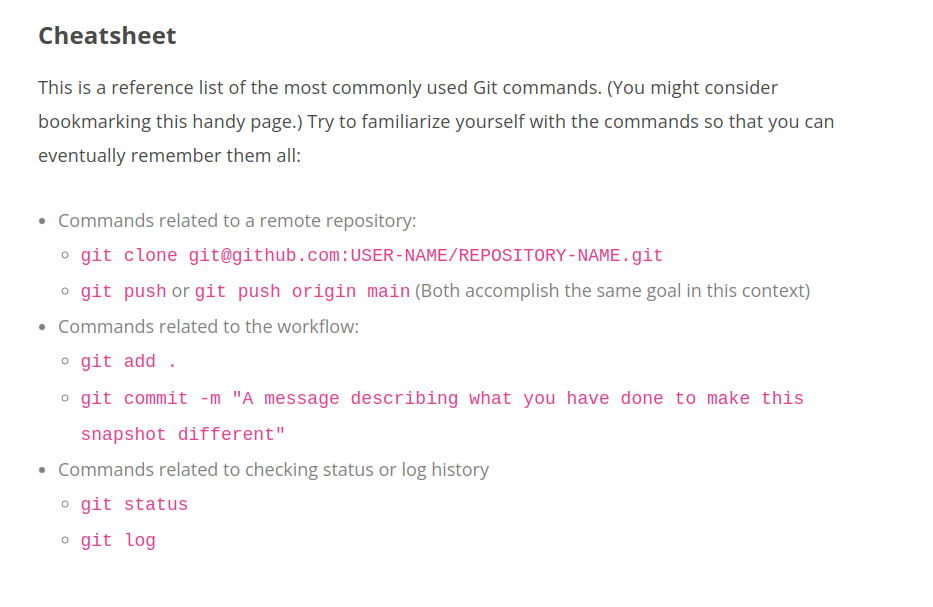 Cheatsheet
This is a reference list of the most commonly used Git commands. (You might consider
bookmarking this handy page.) Try to familiarize yourself with the commands so that you can
eventually remember them all:
Commands related to a remote repository:
git clone git@github.com:USER-NAME/REPOSITORY-NAME.git
git push or git push origin main (Both accomplish the same goal in this context)
Commands related to the workflow:
git add .
git commit -m "A message describing what you have done to make this
snapshot different"
Commands related to checking status or log history
git status
git log